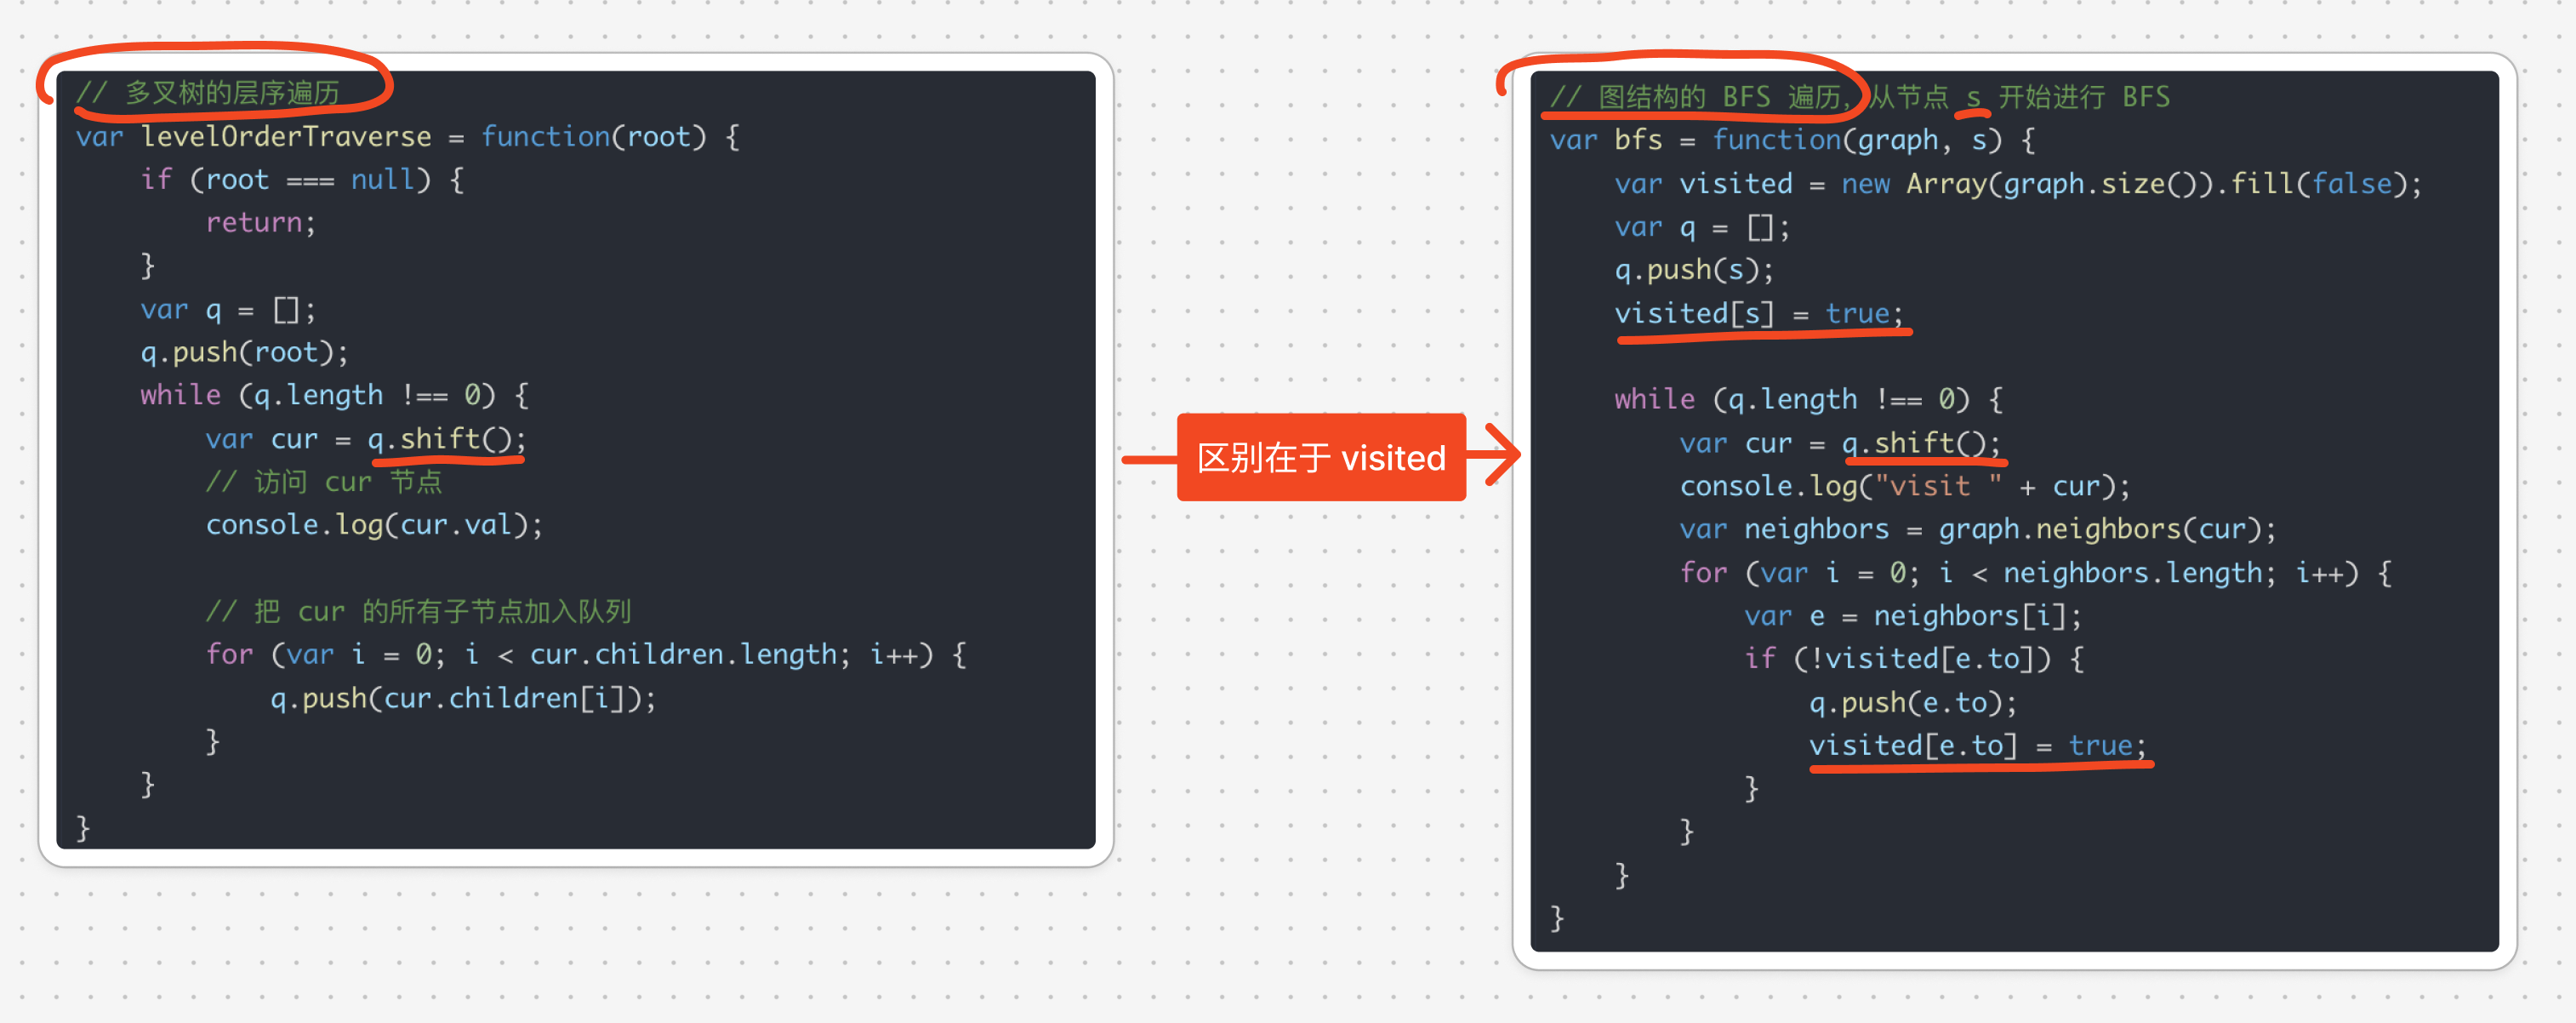 // 多叉树的层序遍历
var levelOrderTraverse = function(root) {
    if (root === null) {
        return;
    }
    var q = [];
    q.push(root);
    while (q.length !== 0) {
        var cur = q.shift();
        // 访问 cur 节点
        console.log(cur.val);
        // 把 cur 的所有子节点加入队列
        for (var i = 0; i < cur.children.length; i++) {
            q.push(cur.children[i]);
        }
    }
}
区别在于 visited
// 图结构的 BFS 遍历，从节点 s 开始进行 BFS
var bfs = function(graph, s) {
    var visited = new Array(graph.size()).fill(false);
    var q = [];
    q.push(s);
    visited[s] = true;
    while (q.length !== 0) {
        var cur = q.shift();
        console.log("visit " + cur);
        var neighbors = graph.neighbors(cur);
        for (var i = 0; i < neighbors.length; i++) {
            var e = neighbors[i];
            if (!visited[e.to]) {
                q.push(e.to);
                visited[e.to] = true;
            }
        }
    }
}